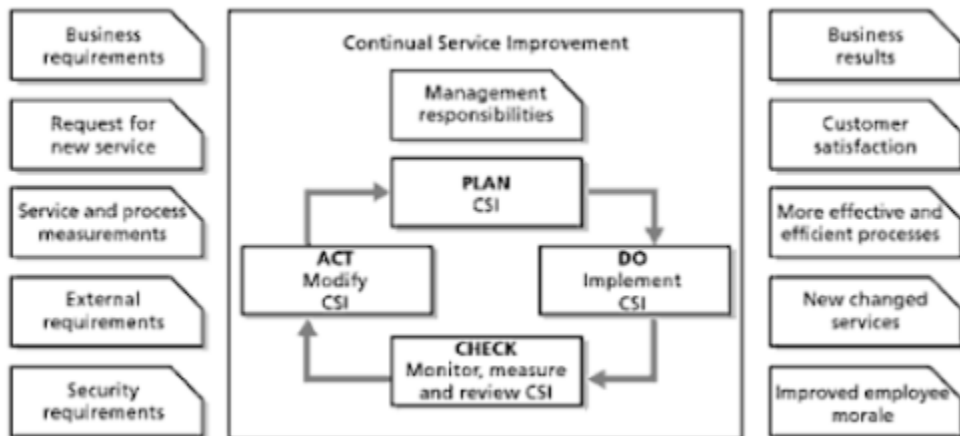 Business
requirements
Request for
new service
Service and process
measurements
External
requirements
Security
requirements
Continual Service Improvement
Management
responsibilities
PLAN
CSI
ACT
Modify
CSI
DO
Implement
CSI
CHECK
Monitor, measure
and review CSI
Business
results
Customer
satisfaction
More effective and
efficient processes
New changed
services
Improved employee
morale